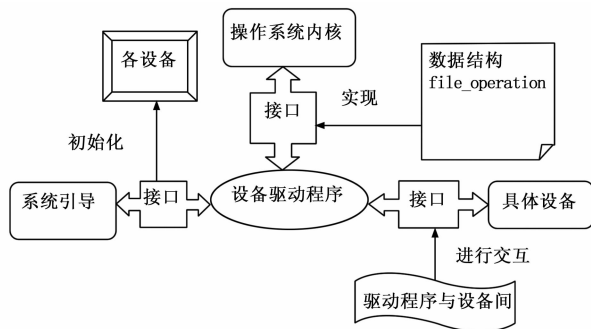 操作系统内核
各设备
数据结构
file_operation
接口
实现
初始化
系统引导
接口
设备驱动程序
接口
具体设备
进行交互
驱动程序与设备间